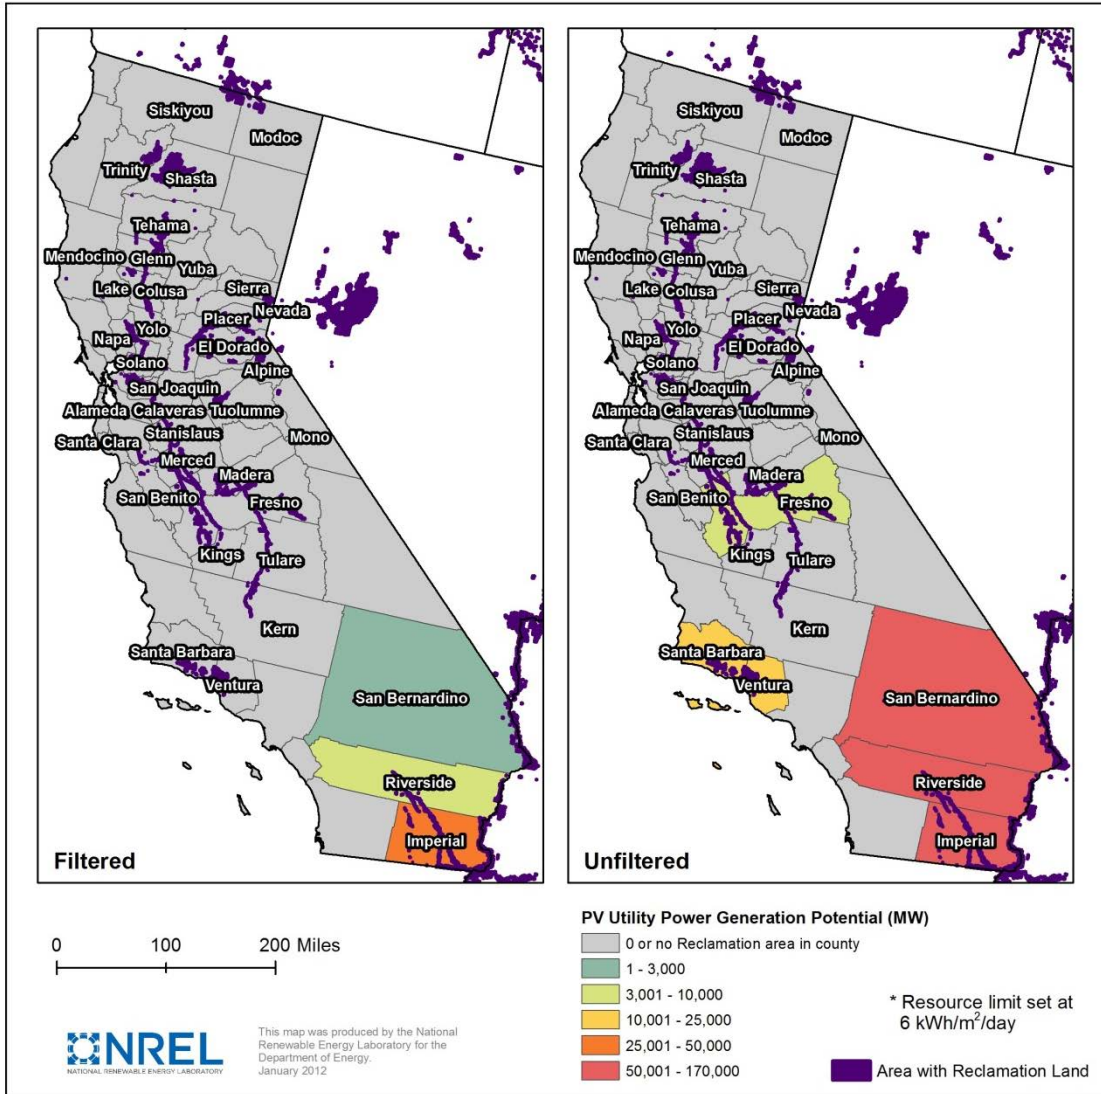 Siskiyou
Modoc
Trinity
Shasta
Tehama
Mendocino
Glenn
Yuba
Lake
Colusa
Sierra
Nevada
Placer
Yolo
Napa
El Dorado
Solano
Alpine
San Joaquin
Alameda
Calaveras
Tuolumne
Stanislaus
Santa Clara
Mono
Merced
Madera
San Benito
Fresno
Kings
Tulare
Kern
Santa Barbara
Ventura
San Bernardino
Riverside
Imperial
Filtered
Siskiyou
Modoc
Trinity
Shasta
Tehama
Mendocino
Glenn
Yuba
Lake
Colusa
Sierra
Nevada
Placer
Yolo
Napa
El Dorado
Solano
Alpine
San Joaquin
Alameda
Calaveras
Tuolumne
Stanislaus
Santa Clara
Mono
Merced
Madera
San Benito
Fresno
Kings
Tulare
Kern
Santa Barbara
Ventura
San Bernardino
Riverside
Imperial
Unfiltered
0 100 200 Miles
NREL
NATIONAL RENEWABLE ENERGY LABORATORY
This map was produced by the National
Renewable Energy Laboratory for the
Department of Energy.
January 2012
PV Utility Power Generation Potential (MW)
0 or no Reclamation area in county
1 - 3,000
3,001 - 10,000
10,001 - 25,000
25,001 - 50,000
50,001 - 170,000
* Resource limit set at
6 kWh/m²/day
Area with Reclamation Land